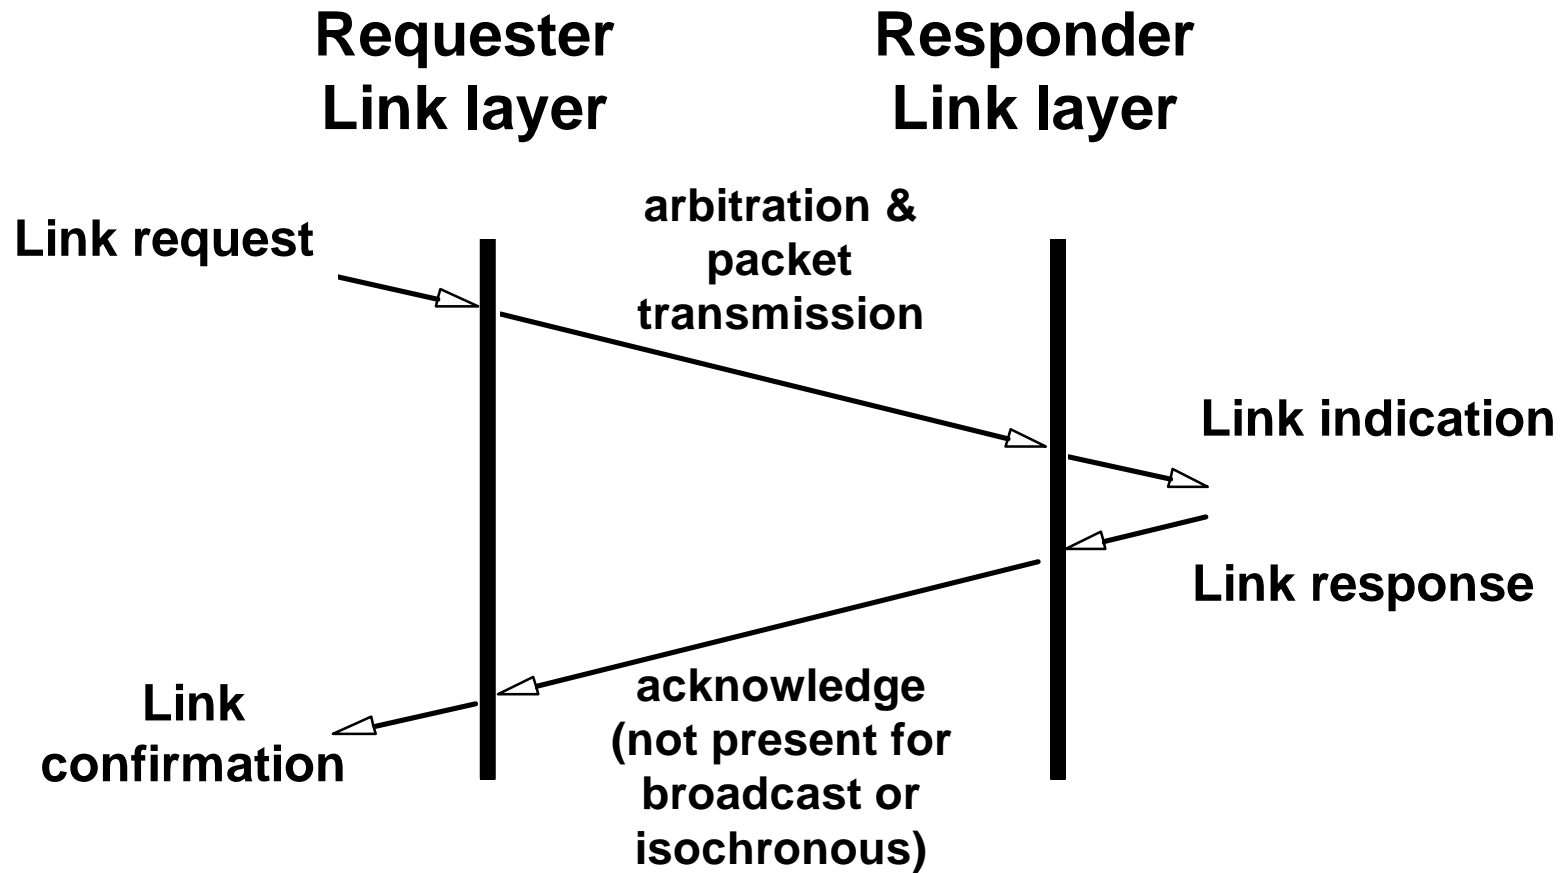 Requester
Link layer
Responder
Link layer
Link request
arbitration &
packet
transmission
Link indication
Link response
acknowledge
(not present for
broadcast or
isochronous)
Link
confirmation